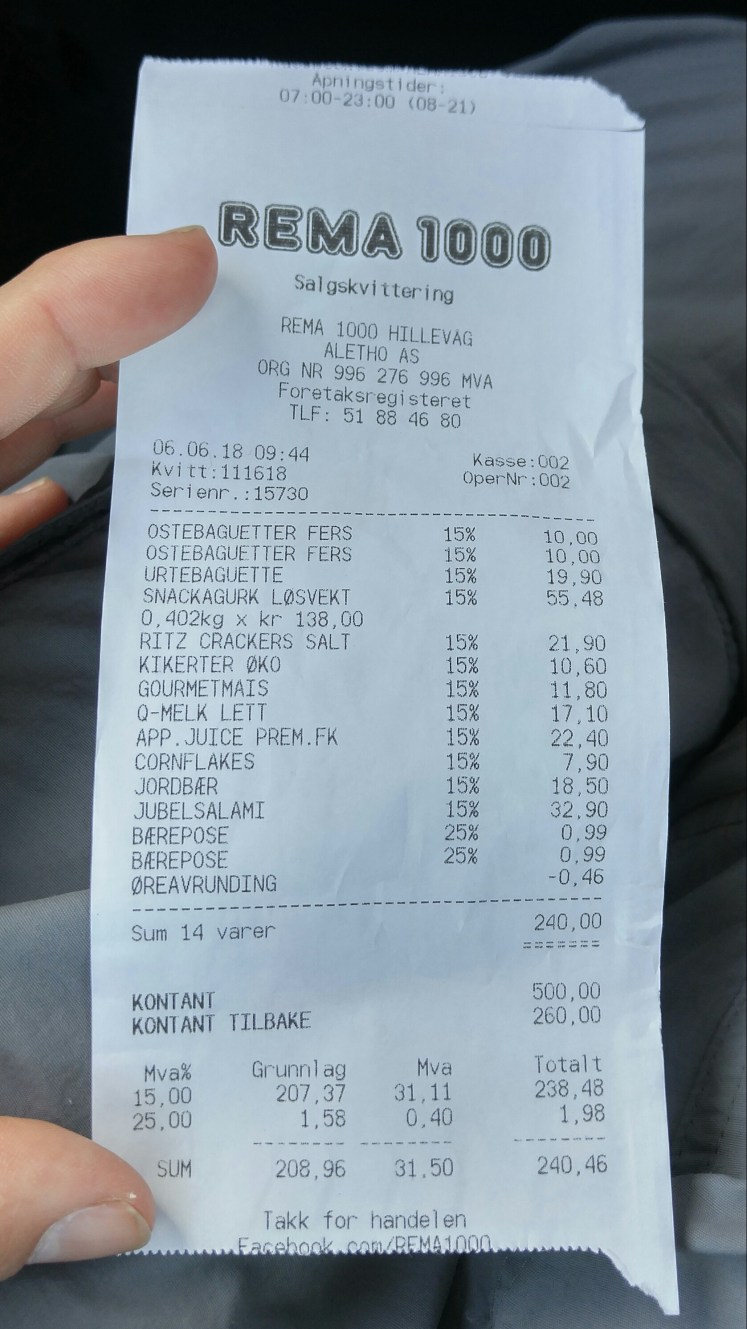 Åpningstider:
07:00-23:00 (08-21)
REMA 1000
Salgskvittering
REMA 1000 HILLEVÅG
ALETHO AS
ORG NR 996 276 996 MVA
Foretaksregisteret
TLF: 51 88 46 80
06.06.18 09:44 Kasse:002
Kvitt:111618 OperNr:002
Serienr.:15730
OSTEBAGUETTER FERS 15% 10,00
OSTEBAGUETTER FERS 15% 10,00
URTEBAGUETTE 15% 19,90
SNACKAGURK LØSVEKT 15% 55,48
0,402kg x kr 138,00
RITZ CRACKERS SALT 15% 21,90
KIKERTER ØKO 15% 10,60
GOURMETMAIS 15% 11,80
Q-MELK LETT 15% 17,10
APP.JUICE PREM.FK 15% 22,40
CORNFLAKES 15% 7,90
JORDBÆR 15% 18,50
JUBELSALAMI 15% 32,90
BÆREPOSE 25% 0,99
BÆREPOSE 25% 0,99
ØREAVRUNDING -0,46
Sum 14 varer 240,00
=======
KONTANT 500,00
KONTANT TILBAKE 260,00
Mva% Grunnlag Mva Totalt
15,00 207,37 31,11 238,48
25,00 1,58 0,40 1,98
SUM 208,96 31,50 240,46
Takk for handelen
Facebook.com/REMA1000